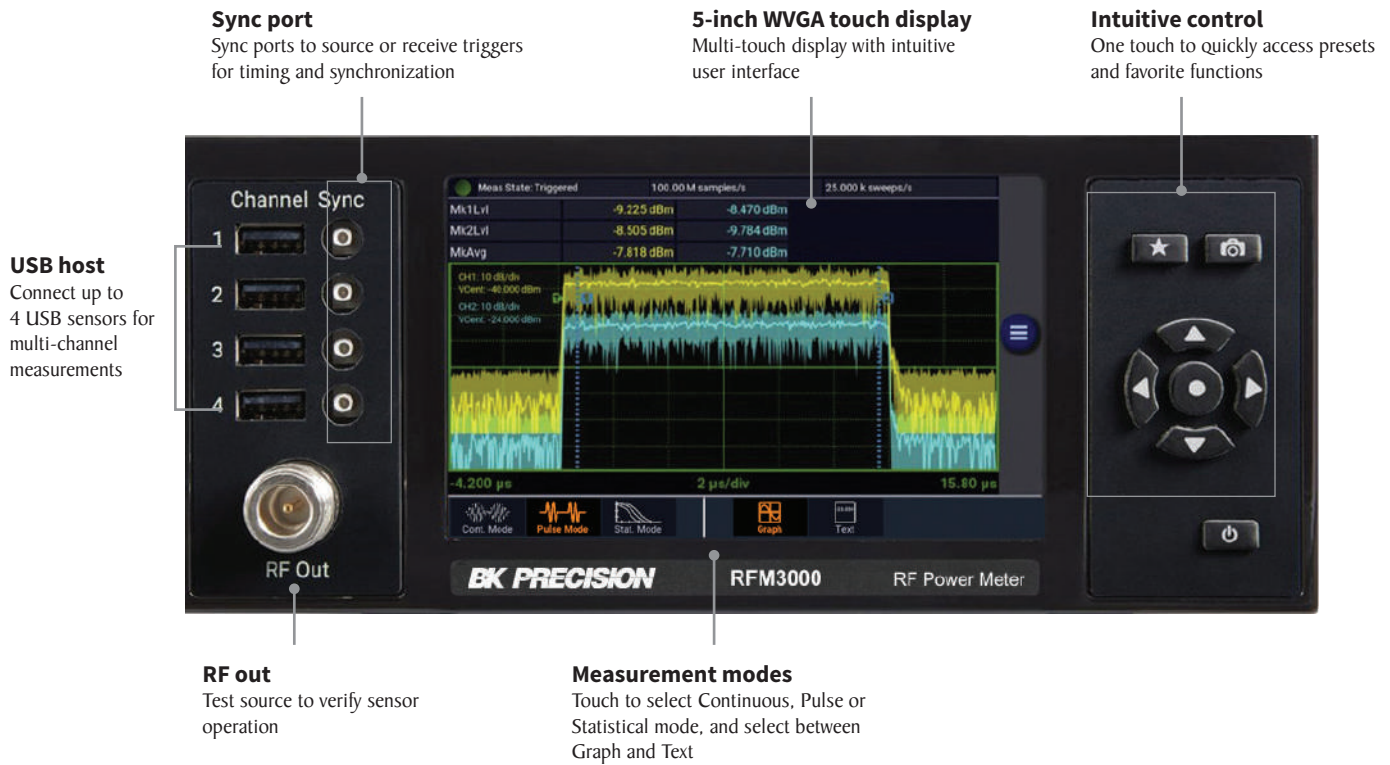 Sync port
Sync ports to source or receive triggers
for timing and synchronization
5-inch WVGA touch display
Multi-touch display with intuitive
user interface
Intuitive control
One touch to quickly access presets
and favorite functions
USB host
Connect up to
4 USB sensors for
multi-channel
measurements
Channel Sync
1
2
3
4
RF Out
Meas State: Triggered 100.00 M samples/s 25.000 k sweeps/s
Mk1Lvl -9.225 dBm -8.470 dBm
Mk2Lvl -8.505 dBm -9.784 dBm
MkAvg -7.818 dBm -7.710 dBm
CH1: 10 dB/div
VCent: -40.000 dBm
CH2: 10 dB/div
VCent: -24.000 dBm
-4.200 µs 2 µs/div 15.80 µs
Cont. Mode Pulse Mode Stat. Mode Graph Text
BK PRECISION RFM3000 RF Power Meter
RF out
Test source to verify sensor
operation
Measurement modes
Touch to select Continuous, Pulse or
Statistical mode, and select between
Graph and Text